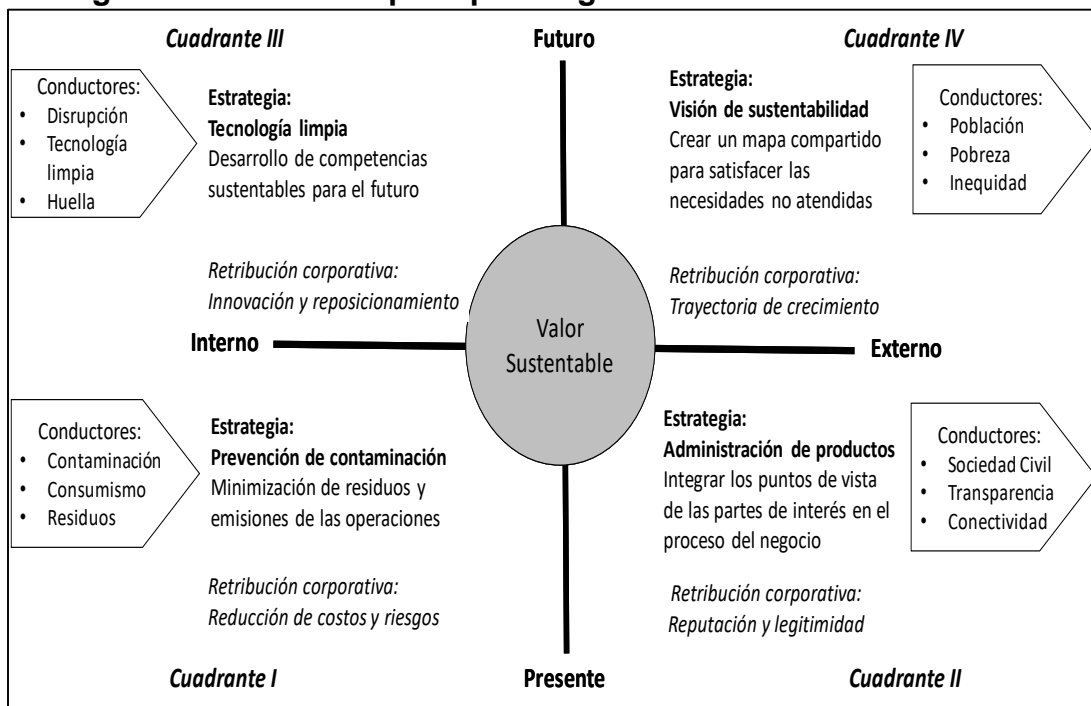 Cuadrante III
Futuro
Cuadrante IV
Conductores:
• Disrupción
• Tecnología
limpia
• Huella
Estrategia:
Tecnología limpia
Desarrollo de competencias
sustentables para el futuro
Estrategia:
Visión de sustentabilidad
Crear un mapa compartido
para satisfacer las
necesidades no atendidas
Conductores:
• Población
• Pobreza
• Inequidad
Retribución corporativa:
Innovación y reposicionamiento
Retribución corporativa:
Trayectoria de crecimiento
Interno
Valor
Sustentable
Externo
Conductores:
• Contaminación
• Consumismo
• Residuos
Estrategia:
Prevención de contaminación
Minimización de residuos y
emisiones de las operaciones
Estrategia:
Administración de productos
Integrar los puntos de vista
de las partes de interés en el
proceso del negocio
Conductores:
• Sociedad Civil
• Transparencia
• Conectividad
Retribución corporativa:
Reducción de costos y riesgos
Retribución corporativa:
Reputación y legitimidad
Cuadrante I
Presente
Cuadrante II